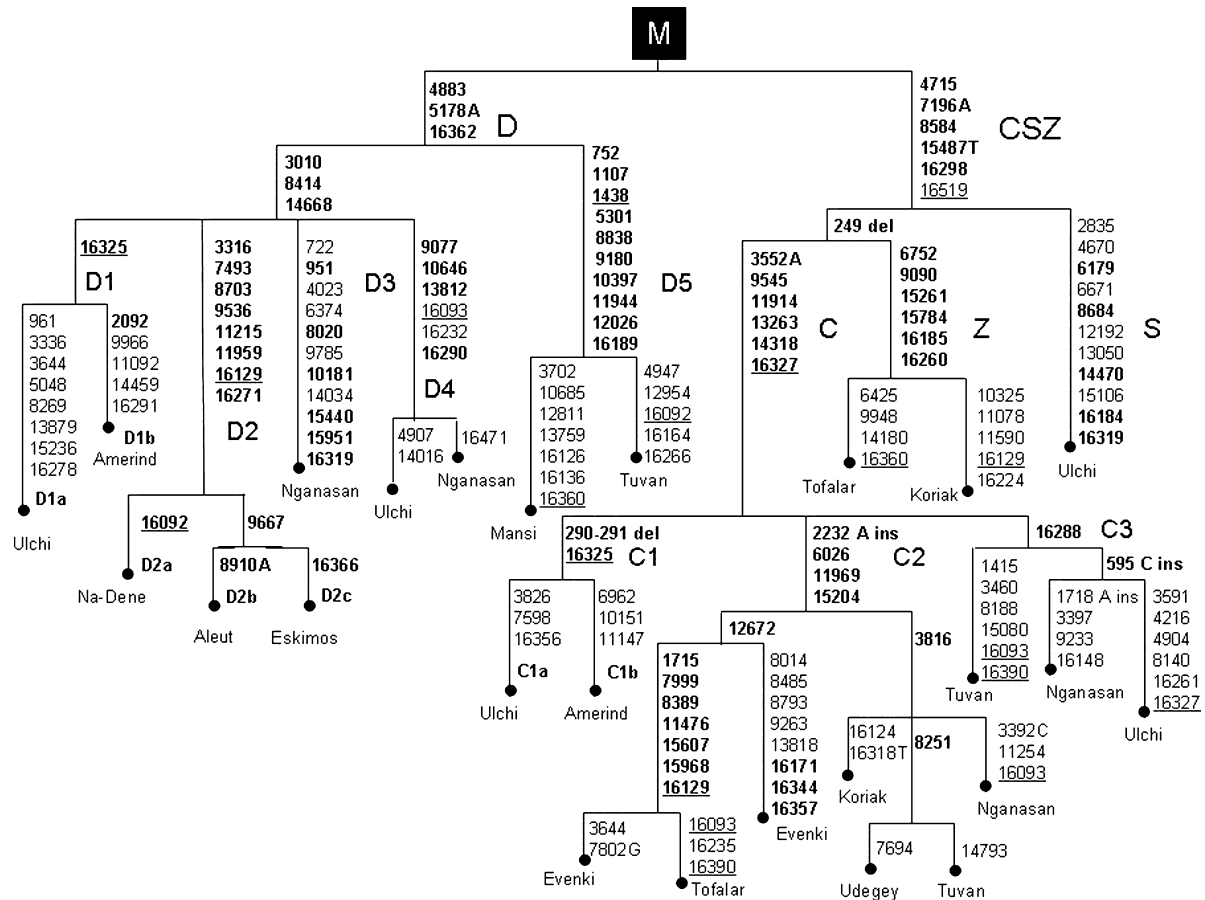 M
4883
5178A
16362
D
4715
7196A
8584
15487T
16298
16519
CSZ
3010
8414
14668
752
1107
1438
5301
8838
9180
10397
11944
12026
16189
D5
249 del
2835
4670
6179
6671
8684
12192
13050
14470
15106
16184
16319
S
Ulchi
16325
D1
3316
7493
8703
9536
11215
11959
16129
16271
D2
722
951
4023
6374
8020
9785
10181
14034
15440
15951
16319
D3
Nganasan
9077
10646
13812
16093
16232
16290
D4
3552A
9545
11914
13263
14318
16327
C
6752
9090
15261
15784
16185
16260
Z
961
3336
3644
5048
8269
13879
15236
16278
D1a
Ulchi
2092
9966
11092
14459
16291
D1b
Amerind
4907
14016
Ulchi
16471
Nganasan
3702
10685
12811
13759
16126
16136
16360
Mansi
4947
12954
16092
16164
16266
Tuvan
6425
9948
14180
16360
Tofalar
10325
11078
11590
16129
16224
Koriak
16092
D2a
Na-Dene
9667
8910A
D2b
Aleut
16366
D2c
Eskimos
290-291 del
16325
C1
2232 A ins
6026
11969
15204
C2
16288
C3
3826
7598
16356
C1a
Ulchi
6962
10151
11147
C1b
Amerind
12672
3816
1415
3460
8188
15080
16093
16390
Tuvan
595 C ins
1718 A ins
3397
9233
16148
Nganasan
3591
4216
4904
8140
16261
16327
Ulchi
1715
7999
8389
11476
15607
15968
16129
8014
8485
8793
9263
13818
16171
16344
16357
Evenki
16124
16318T
Koriak
8251
3392C
11254
16093
Nganasan
3644
7802G
Evenki
16093
16235
16390
Tofalar
7694
Udegey
14793
Tuvan